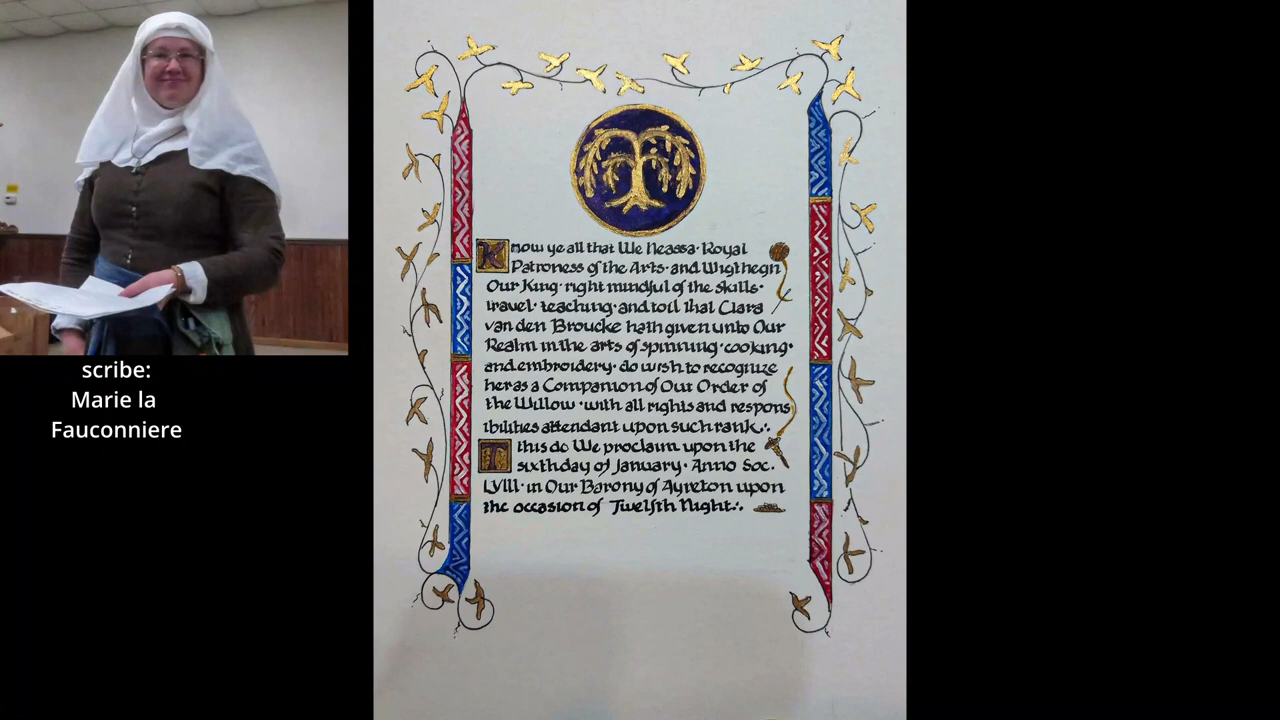 scribe:
Marie la
Fauconniere
Know ye all that We Neassa · Royal
Patroness of the Arts · and Whythegn
Our King · right mindful of the skills ·
travel · teaching · and toil that Clara
van den Broucke hath given unto Our
Realm in the arts of spinning · cooking ·
and embroidery · do wish to recognize
her as a Companion of Our Order of
the Willow · with all rights and respons
ibilities attendant upon such rank ∴
This do We proclaim upon the
sixth day of January · Anno Soc.
LVIII · in Our Barony of Ayreton upon
the occasion of Twelfth Night ∴